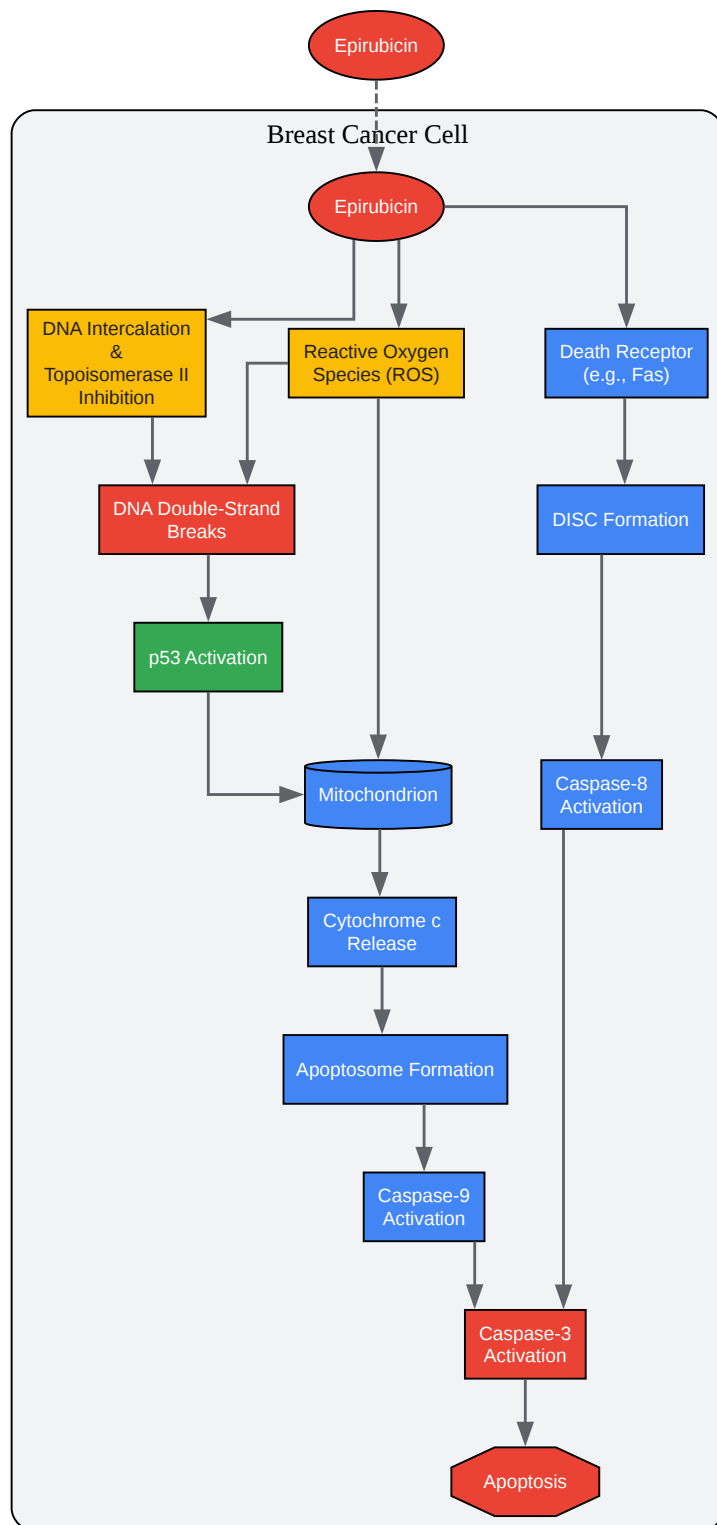 Epirubicin
Breast Cancer Cell
Epirubicin
DNA Intercalation
&
Topoisomerase II
Inhibition
Reactive Oxygen
Species (ROS)
Death Receptor
(e.g., Fas)
DNA Double-Strand
Breaks
DISC Formation
p53 Activation
Mitochondrion
Caspase-8
Activation
Cytochrome c
Release
Apoptosome Formation
Caspase-9
Activation
Caspase-3
Activation
Apoptosis